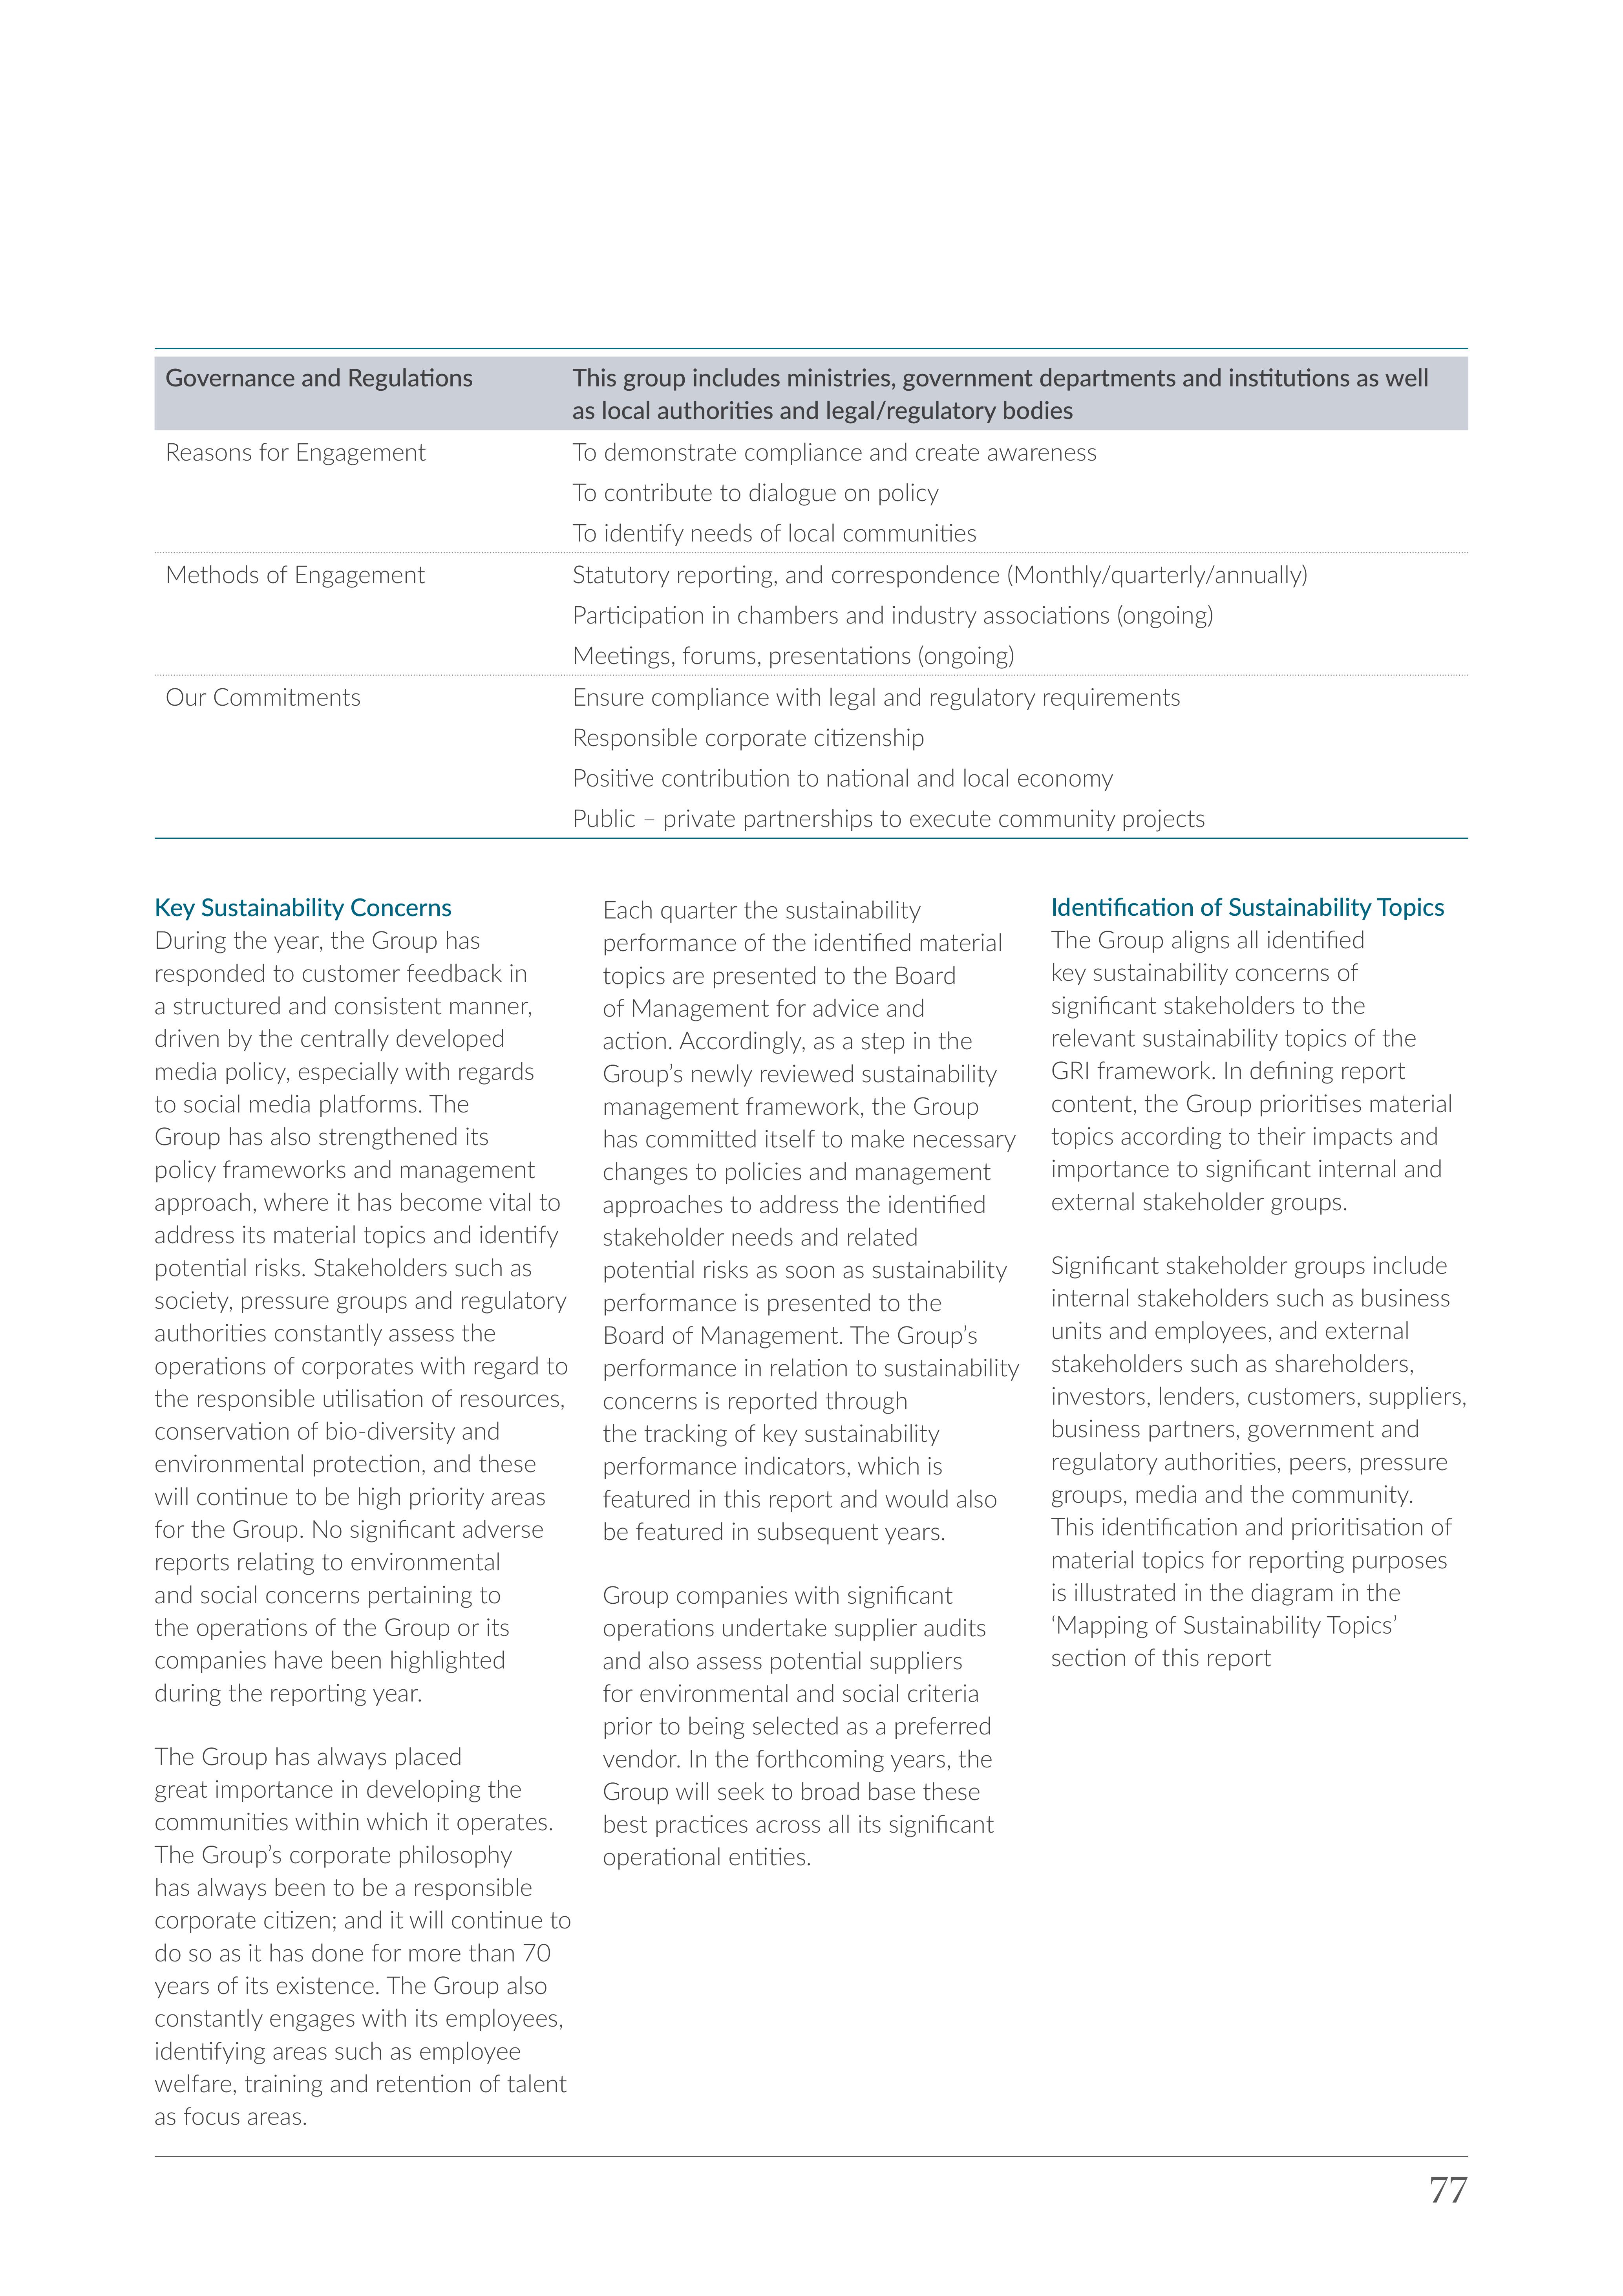 Governance and Regulations
This group includes ministries, government departments and institutions as well
as local authorities and legal/regulatory bodies
Reasons for Engagement
To demonstrate compliance and create awareness
To contribute to dialogue on policy
To identify needs of local communities
Methods of Engagement
Statutory reporting, and correspondence (Monthly/quarterly/annually)
Participation in chambers and industry associations (ongoing)
Meetings, forums, presentations (ongoing)
Our Commitments
Ensure compliance with legal and regulatory requirements
Responsible corporate citizenship
Positive contribution to national and local economy
Public – private partnerships to execute community projects
Key Sustainability Concerns
During the year, the Group has
responded to customer feedback in
a structured and consistent manner,
driven by the centrally developed
media policy, especially with regards
to social media platforms. The
Group has also strengthened its
policy frameworks and management
approach, where it has become vital to
address its material topics and identify
potential risks. Stakeholders such as
society, pressure groups and regulatory
authorities constantly assess the
operations of corporates with regard to
the responsible utilisation of resources,
conservation of bio-diversity and
environmental protection, and these
will continue to be high priority areas
for the Group. No significant adverse
reports relating to environmental
and social concerns pertaining to
the operations of the Group or its
companies have been highlighted
during the reporting year.
The Group has always placed
great importance in developing the
communities within which it operates.
The Group’s corporate philosophy
has always been to be a responsible
corporate citizen; and it will continue to
do so as it has done for more than 70
years of its existence. The Group also
constantly engages with its employees,
identifying areas such as employee
welfare, training and retention of talent
as focus areas.
Each quarter the sustainability
performance of the identified material
topics are presented to the Board
of Management for advice and
action. Accordingly, as a step in the
Group’s newly reviewed sustainability
management framework, the Group
has committed itself to make necessary
changes to policies and management
approaches to address the identified
stakeholder needs and related
potential risks as soon as sustainability
performance is presented to the
Board of Management. The Group’s
performance in relation to sustainability
concerns is reported through
the tracking of key sustainability
performance indicators, which is
featured in this report and would also
be featured in subsequent years.
Group companies with significant
operations undertake supplier audits
and also assess potential suppliers
for environmental and social criteria
prior to being selected as a preferred
vendor. In the forthcoming years, the
Group will seek to broad base these
best practices across all its significant
operational entities.
Identification of Sustainability Topics
The Group aligns all identified
key sustainability concerns of
significant stakeholders to the
relevant sustainability topics of the
GRI framework. In defining report
content, the Group prioritises material
topics according to their impacts and
importance to significant internal and
external stakeholder groups.
Significant stakeholder groups include
internal stakeholders such as business
units and employees, and external
stakeholders such as shareholders,
investors, lenders, customers, suppliers,
business partners, government and
regulatory authorities, peers, pressure
groups, media and the community.
This identification and prioritisation of
material topics for reporting purposes
is illustrated in the diagram in the
‘Mapping of Sustainability Topics’
section of this report
77